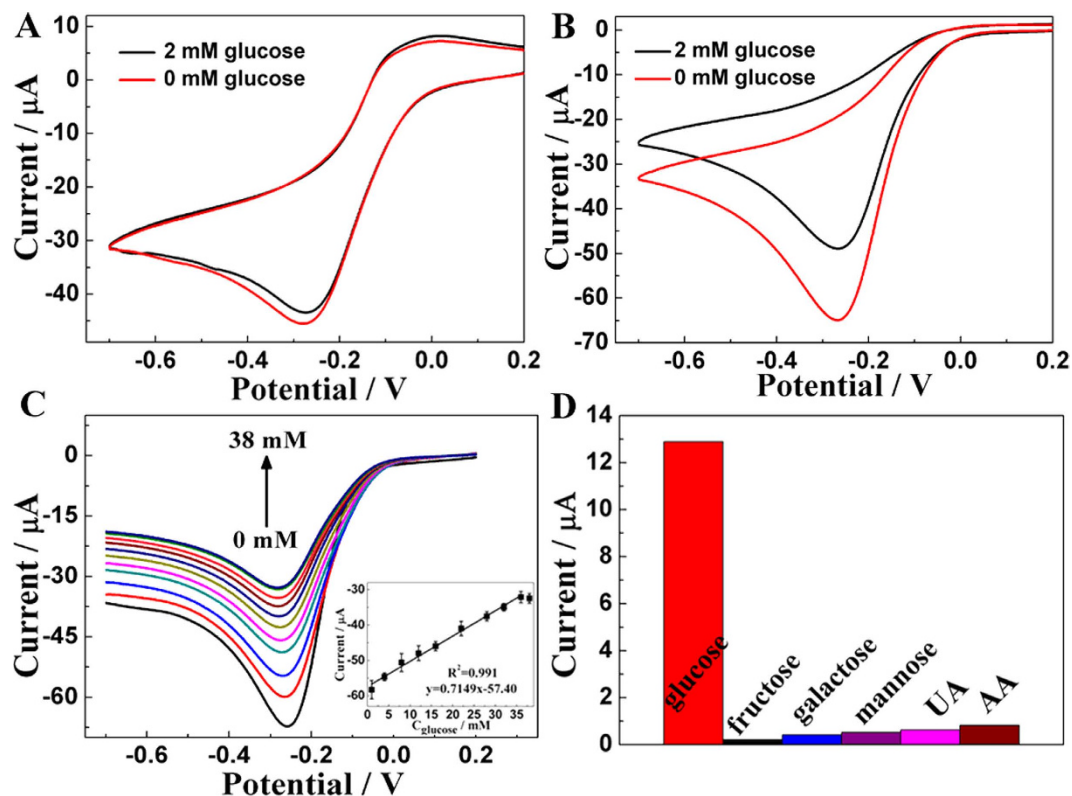 A
2 mM glucose
0 mM glucose
10
0
-10
-20
-30
-40
Current / μA
-0.6
-0.4
-0.2
0.0
0.2
Potential / V
B
2 mM glucose
0 mM glucose
0
-10
-20
-30
-40
-50
-60
-70
Current / μA
-0.6
-0.4
-0.2
0.0
0.2
Potential / V
C
38 mM
0 mM
0
-15
-30
-45
-60
Current / μA
-0.6
-0.4
-0.2
0.0
0.2
Potential / V
-30
-40
-50
-60
Current / μA
R²=0.991
y=0.7149x-57.40
0 5 10 15 20 25 30 35
Cglucose / mM
D
14
12
10
8
6
4
2
0
Current / μA
glucose
fructose
galactose
mannose
UA
AA